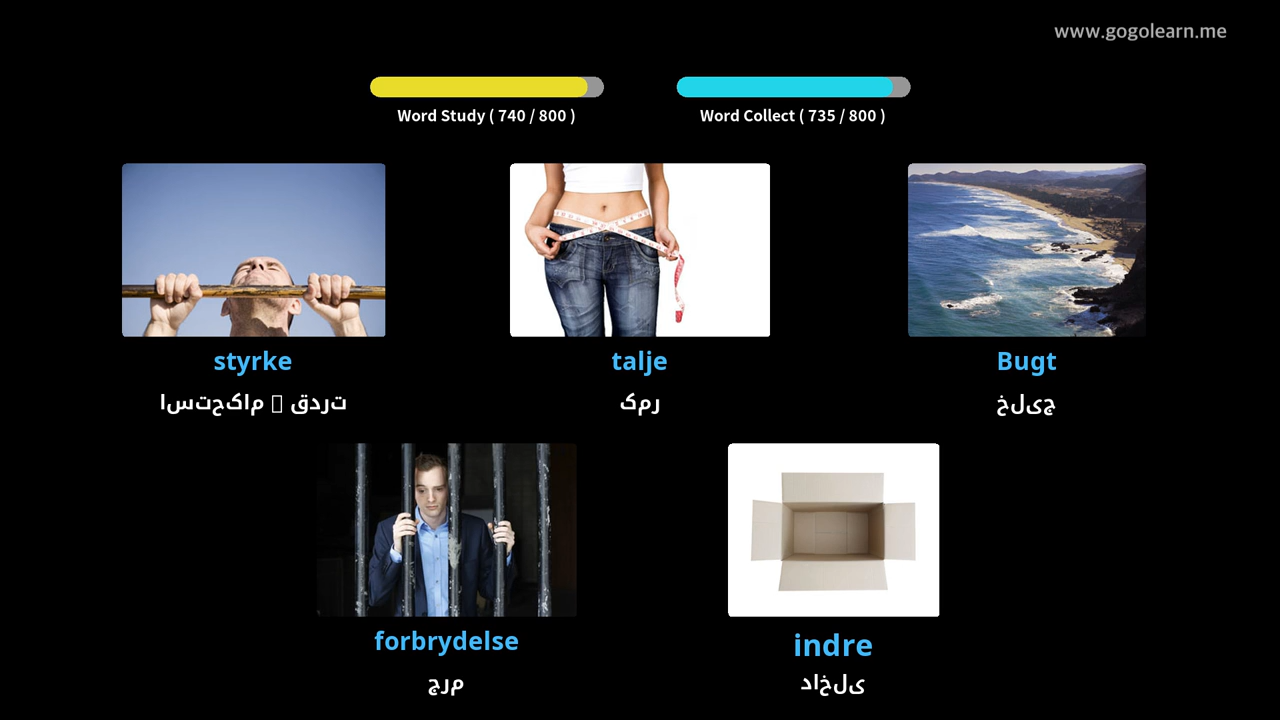 www.gogolearn.me
Word Study ( 740 / 800 )
Word Collect ( 735 / 800 )
styrke
استحکام ▯ قدرت
talje
کمر
Bugt
خلیج
forbrydelse
جرم
indre
داخلی